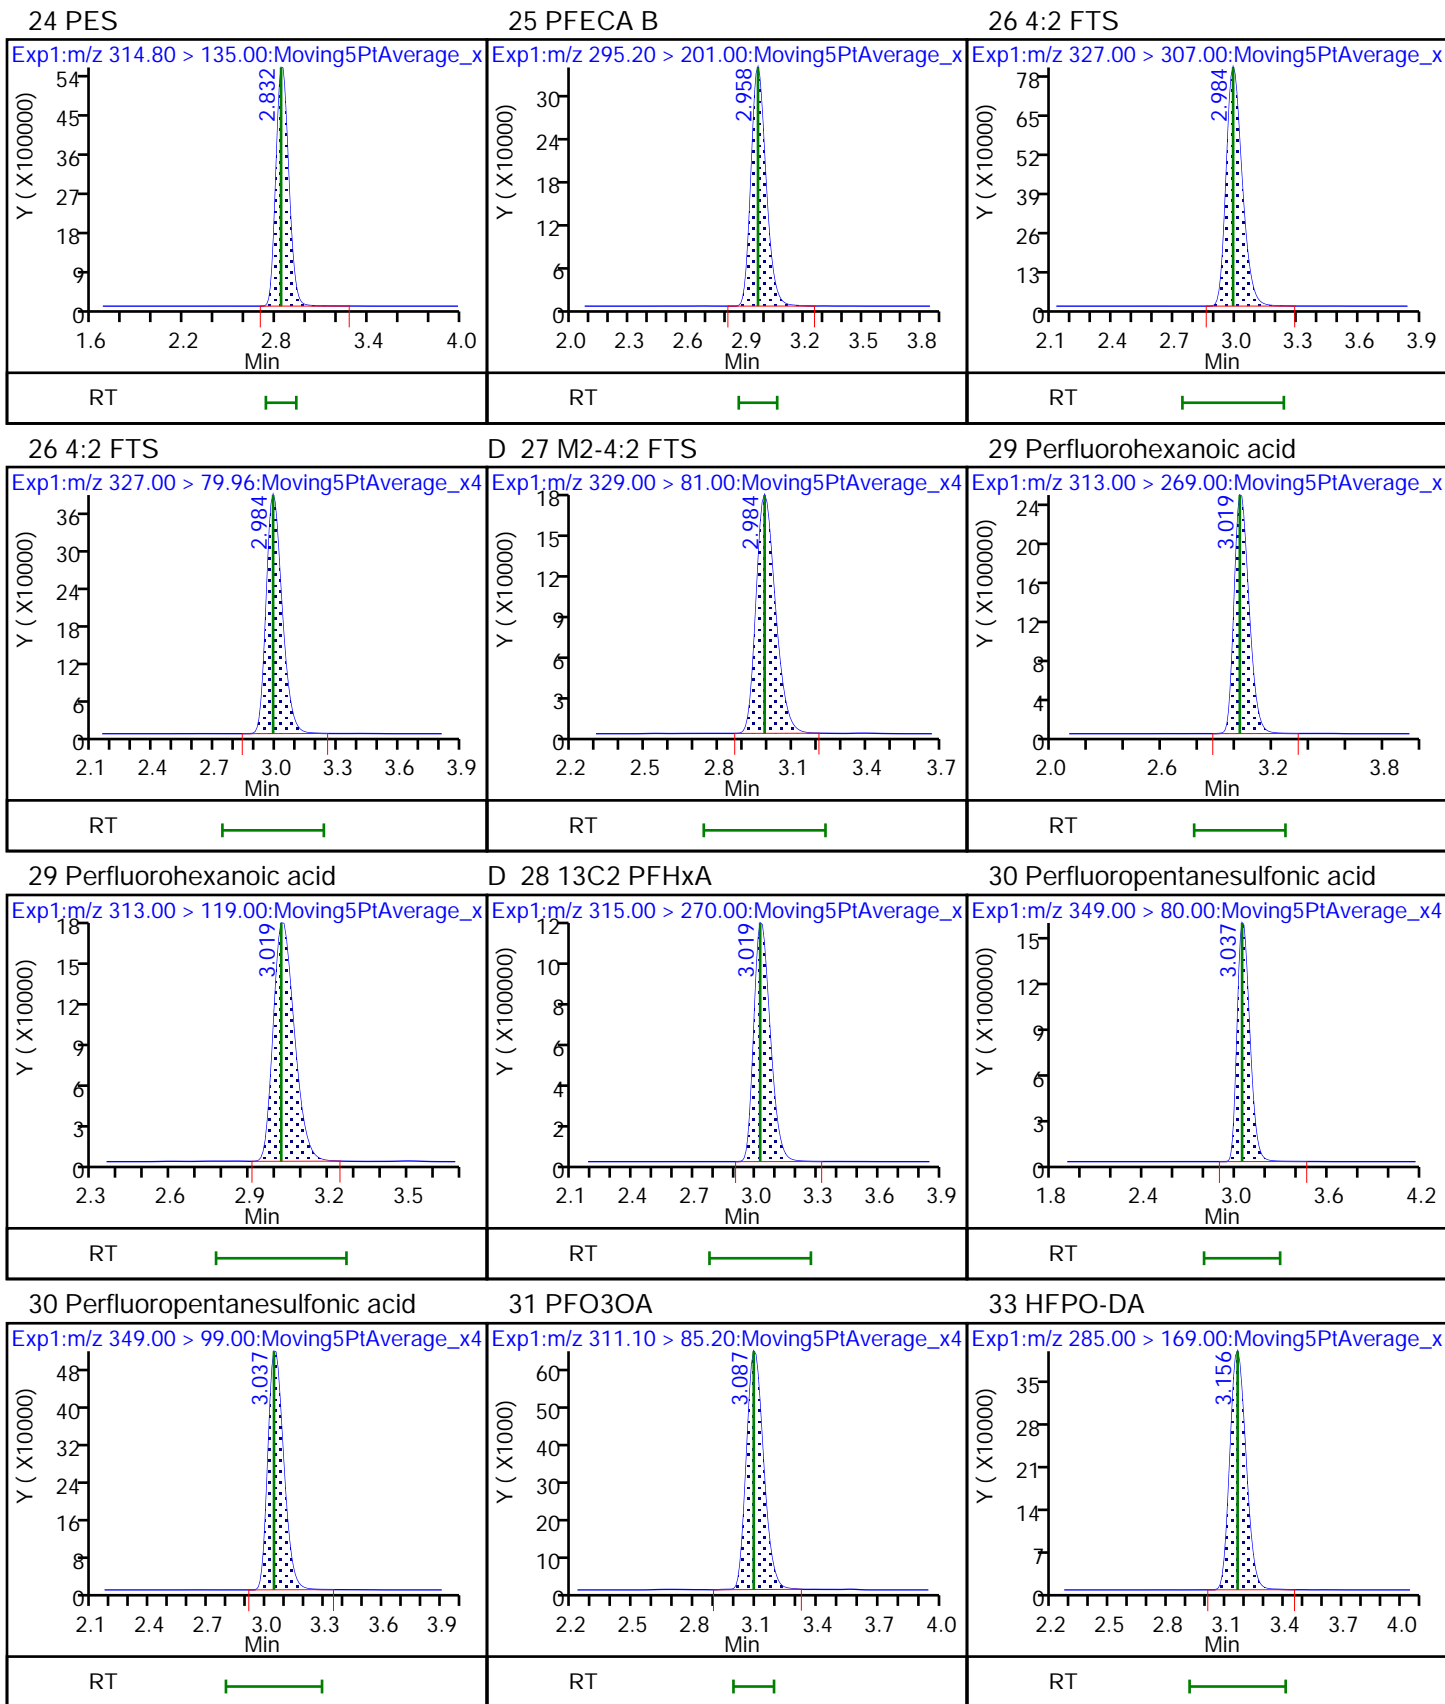 24 PES
Exp1:m/z 314.80 > 135.00:Moving5PtAverage_x
2.832
Y ( X100000)
54
45
36
27
18
9
0
1.6 2.2 2.8 3.4 4.0
Min
RT
25 PFECA B
Exp1:m/z 295.20 > 201.00:Moving5PtAverage_x
2.958
Y ( X100000)
30
24
18
12
6
0
2.0 2.3 2.6 2.9 3.2 3.5 3.8
Min
RT
26 4:2 FTS
Exp1:m/z 327.00 > 307.00:Moving5PtAverage_x
2.984
Y ( X10000)
78
65
52
39
26
13
0
2.1 2.4 2.7 3.0 3.3 3.6 3.9
Min
RT
26 4:2 FTS
Exp1:m/z 327.00 > 79.96:Moving5PtAverage_x4
2.984
Y ( X10000)
36
30
24
18
12
6
0
2.1 2.4 2.7 3.0 3.3 3.6 3.9
Min
RT
D 27 M2-4:2 FTS
Exp1:m/z 329.00 > 81.00:Moving5PtAverage_x4
2.984
Y ( X10000)
18
15
12
9
6
3
0
2.2 2.5 2.8 3.1 3.4 3.7
Min
RT
29 Perfluorohexanoic acid
Exp1:m/z 313.00 > 269.00:Moving5PtAverage_x
3.019
Y ( X100000)
24
20
16
12
8
4
0
2.0 2.6 3.2 3.8
Min
RT
29 Perfluorohexanoic acid
Exp1:m/z 313.00 > 119.00:Moving5PtAverage_x
3.019
Y ( X10000)
18
15
12
9
6
3
0
2.3 2.6 2.9 3.2 3.5
Min
RT
D 28 13C2 PFHxA
Exp1:m/z 315.00 > 270.00:Moving5PtAverage_x
3.019
Y ( X100000)
12
10
8
6
4
2
0
2.1 2.4 2.7 3.0 3.3 3.6 3.9
Min
RT
30 Perfluoropentanesulfonic acid
Exp1:m/z 349.00 > 80.00:Moving5PtAverage_x4
3.037
Y ( X100000)
15
12
9
6
3
0
1.8 2.4 3.0 3.6 4.2
Min
RT
30 Perfluoropentanesulfonic acid
Exp1:m/z 349.00 > 99.00:Moving5PtAverage_x4
3.037
Y ( X10000)
48
40
32
24
16
8
0
2.1 2.4 2.7 3.0 3.3 3.6 3.9
Min
RT
31 PFO3OA
Exp1:m/z 311.10 > 85.20:Moving5PtAverage_x4
3.087
Y ( X1000)
60
50
40
30
20
10
0
2.2 2.5 2.8 3.1 3.4 3.7 4.0
Min
RT
33 HFPO-DA
Exp1:m/z 285.00 > 169.00:Moving5PtAverage_x
3.156
Y ( X10000)
35
28
21
14
7
0
2.2 2.5 2.8 3.1 3.4 3.7 4.0
Min
RT